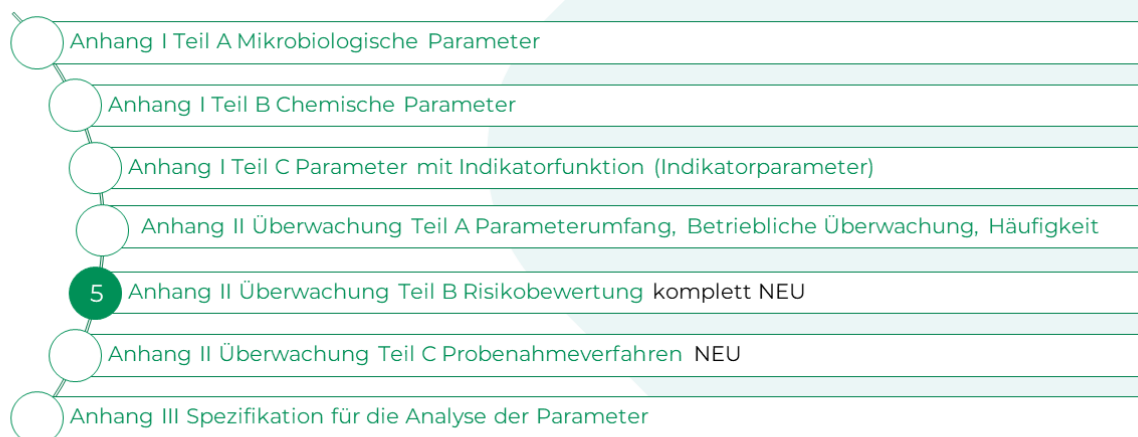 Anhang I Teil A Mikrobiologische Parameter
Anhang I Teil B Chemische Parameter
Anhang I Teil C Parameter mit Indikatorfunktion (Indikatorparameter)
Anhang II Überwachung Teil A Parameterumfang, Betriebliche Überwachung, Häufigkeit
5 Anhang II Überwachung Teil B Risikobewertung komplett NEU
Anhang II Überwachung Teil C Probenahmeverfahren NEU
Anhang III Spezifikation für die Analyse der Parameter